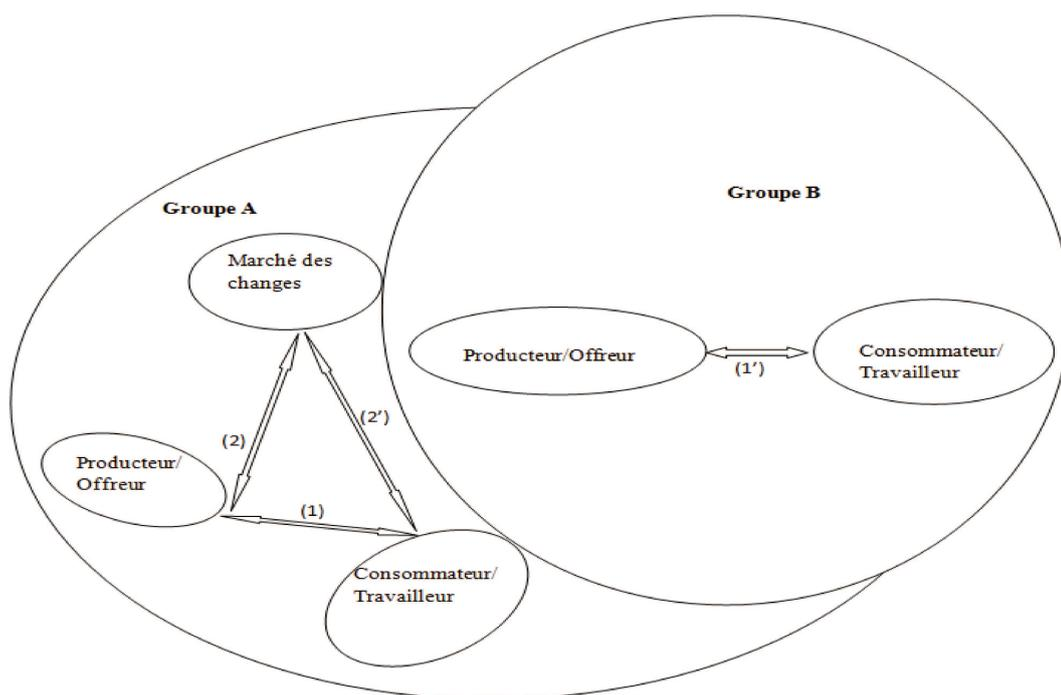 Groupe A
Marché des
changes
(2)
(2’)
Producteur/
Offreur
(1)
Consommateur/
Travailleur
Groupe B
Producteur/Offreur
(1’)
Consommateur/
Travailleur